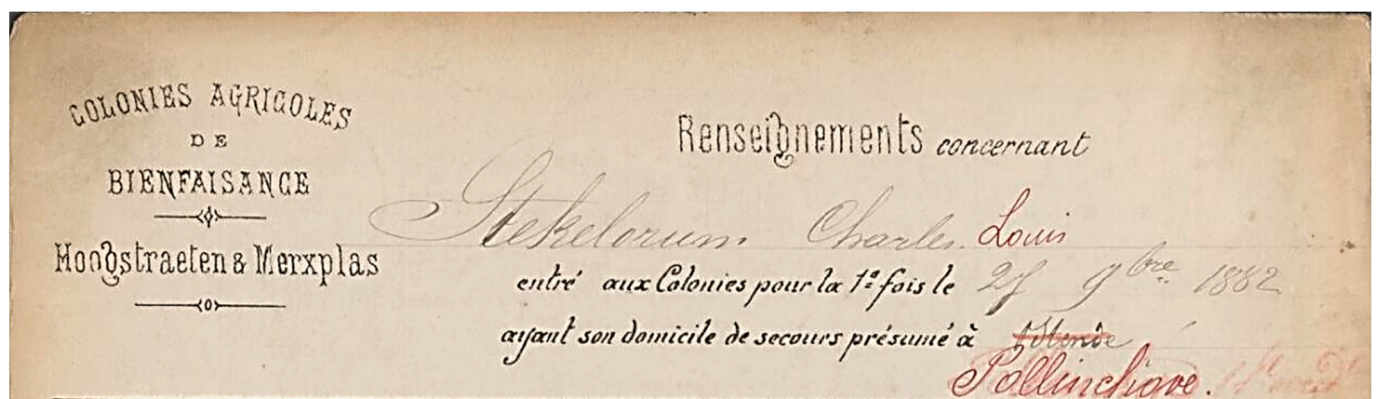 COLONIES AGRICOLES
DE
BIENFAISANCE
Hoogstraeten & Merxplas
Renseignements concernant
Stekelorum Charles Louis
entré aux Colonies pour la 1e fois le 25 9bre 1882
ayant son domicile de secours présumé à Ostende
Pollinchove.